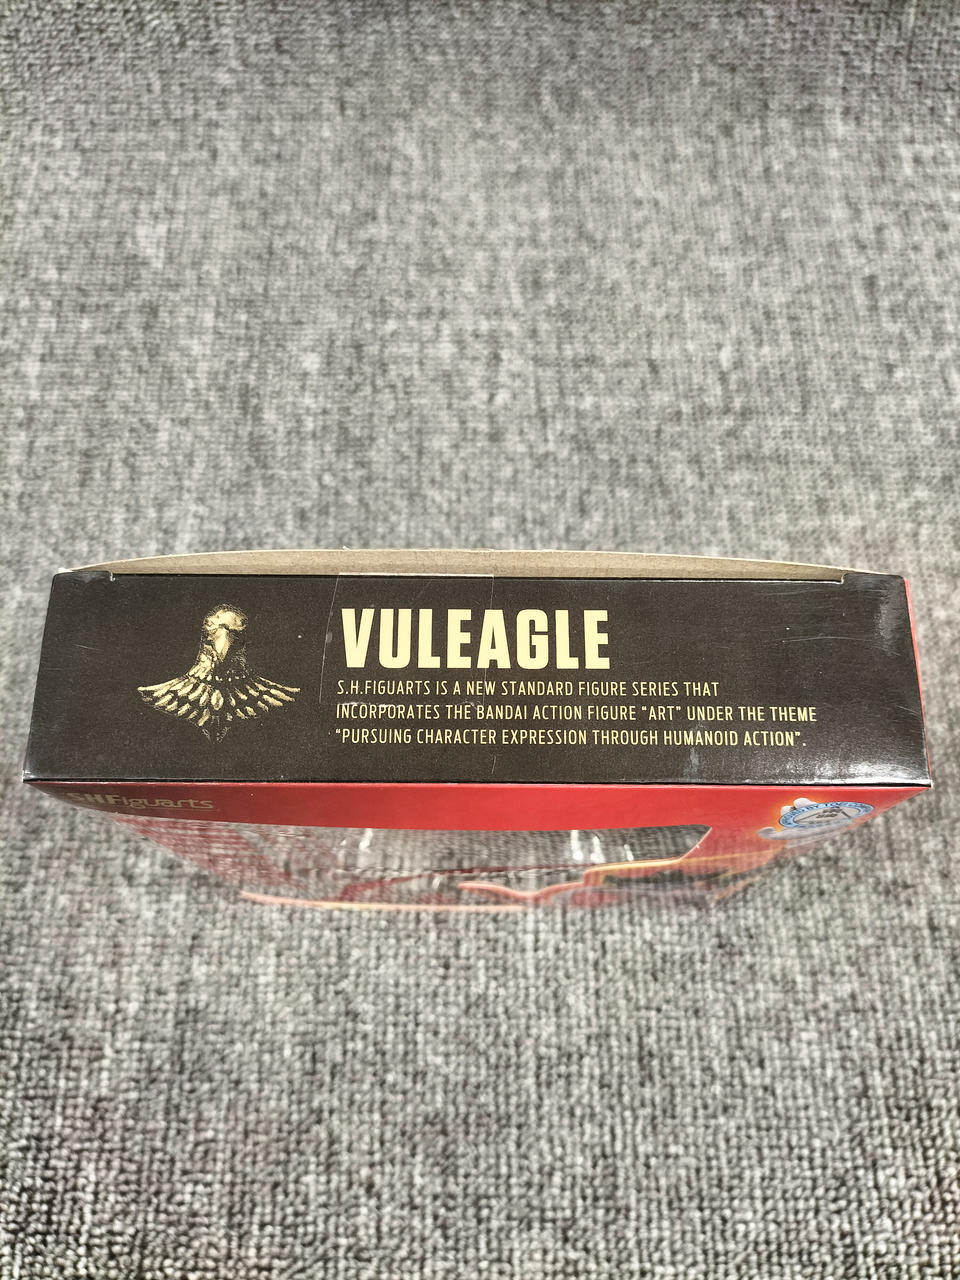 VULEAGLE
S.H.FIGUARTS IS A NEW STANDARD FIGURE SERIES THAT
INCORPORATES THE BANDAI ACTION FIGURE “ART” UNDER THE THEME
“PURSUING CHARACTER EXPRESSION THROUGH HUMANOID ACTION”.
S.H.Figuarts